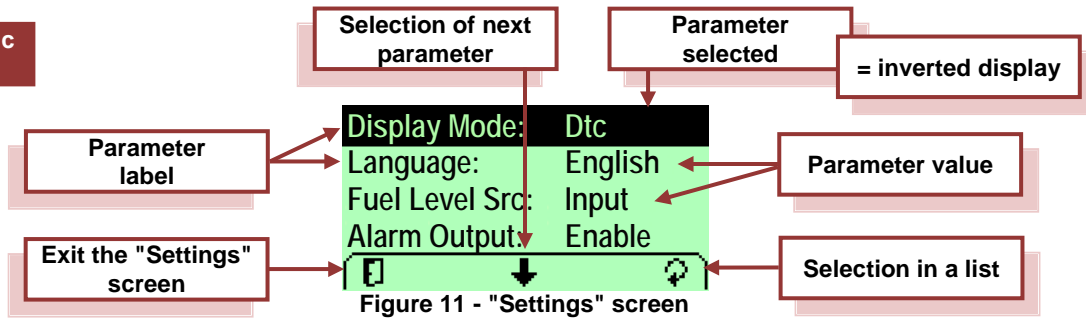 c
Selection of next
parameter
Parameter
selected
= inverted display
Parameter
label
Display Mode: Dtc
Language: English
Fuel Level Src: Input
Alarm Output: Enable
Parameter value
Exit the "Settings"
screen
Selection in a list
Figure 11 - "Settings" screen